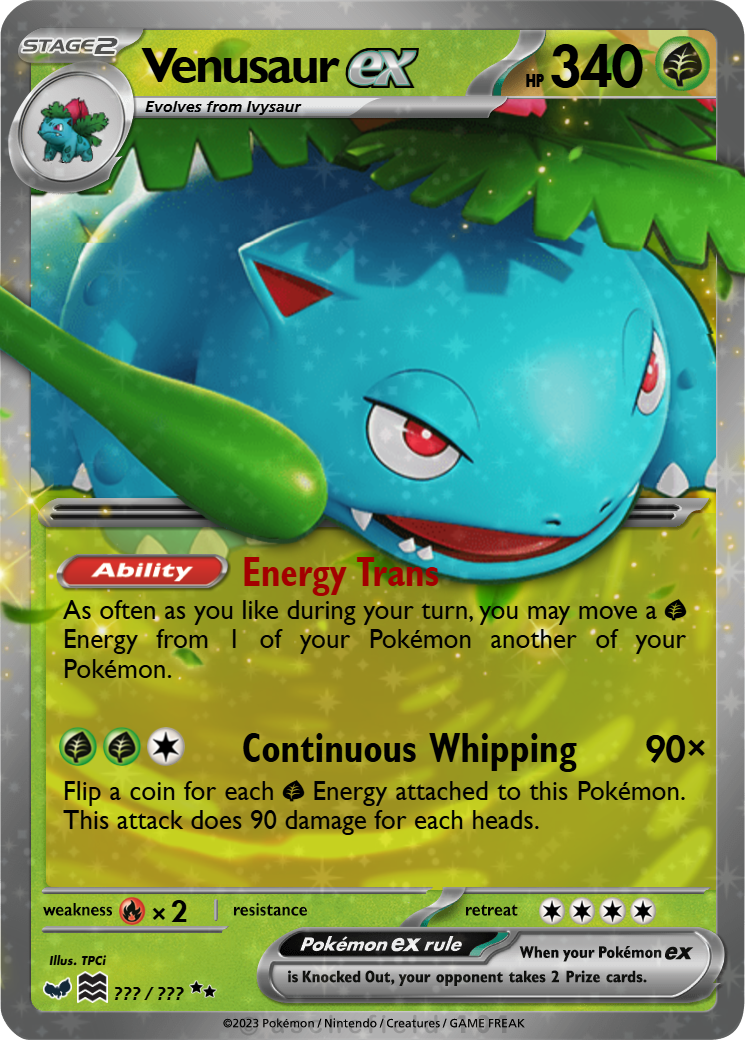 STAGE2
Venusaur ex HP 340
Evolves from Ivysaur
Ability Energy Trans
As often as you like during your turn, you may move a
Energy from 1 of your Pokémon another of your
Pokémon.
Continuous Whipping 90×
Flip a coin for each Energy attached to this Pokémon.
This attack does 90 damage for each heads.
weakness × 2 resistance retreat
Pokémon ex rule
When your Pokémon ex
is Knocked Out, your opponent takes 2 Prize cards.
Illus. TPCi
??? / ???
©2023 Pokémon / Nintendo / Creatures / GAME FREAK